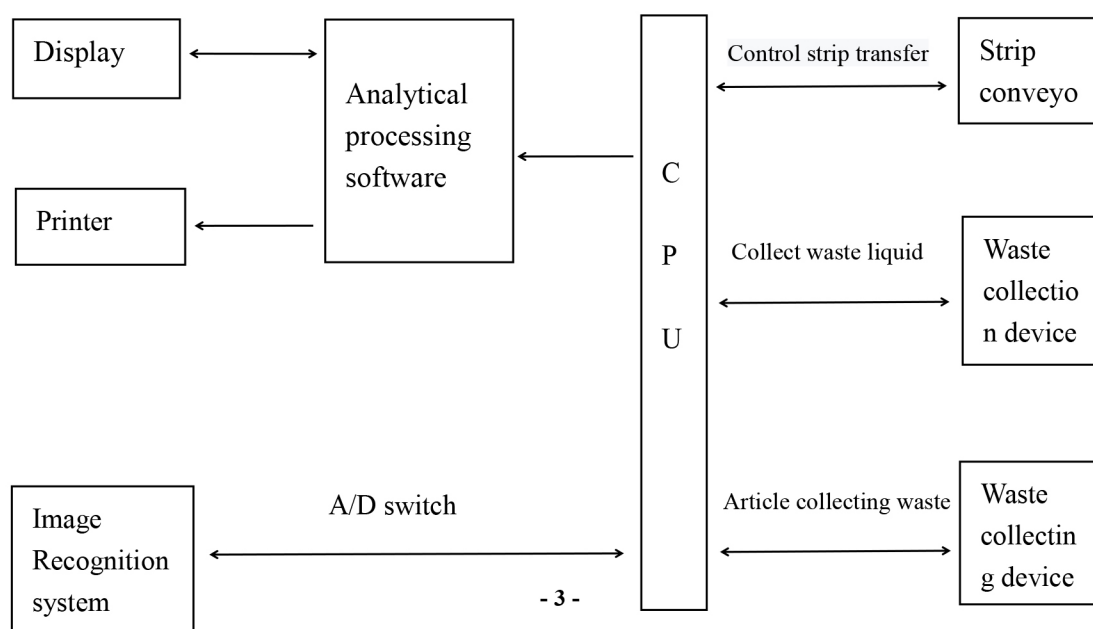 Display
Analytical
processing
software
Printer
C
P
U
Control strip transfer
Strip
conveyo
Collect waste liquid
Waste
collectio
n device
Image
Recognition
system
A/D switch
Article collecting waste
Waste
collectin
g device
- 3 -